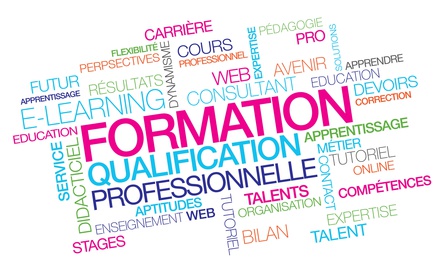 CARRIÈRE
PÉDAGOGIE
FLEXIBILITÉ
PERSPECTIVES
DYNAMISME
COURS
PROFESSIONNEL
EXPERTISE
PRO
SOLUTIONS
FUTUR
APPRENTISSAGE
RÉSULTATS
WEB
AVENIR
APPRENDRE
E-LEARNING
CONSULTANT
EDUCATION
DEVOIRS
CORRECTION
EDUCATION
FORMATION
APPRENTISSAGE
SERVICE
DIDACTICIEL
QUALIFICATION
MÉTIER
TUTORIEL
ONLINE
PROFESSIONNELLE
CONTACT
COMPÉTENCES
APTITUDES
TALENTS
ENSEIGNEMENT
WEB
TUTORIEL
ORGANISATION
EXPERTISE
STAGES
BILAN
TALENT